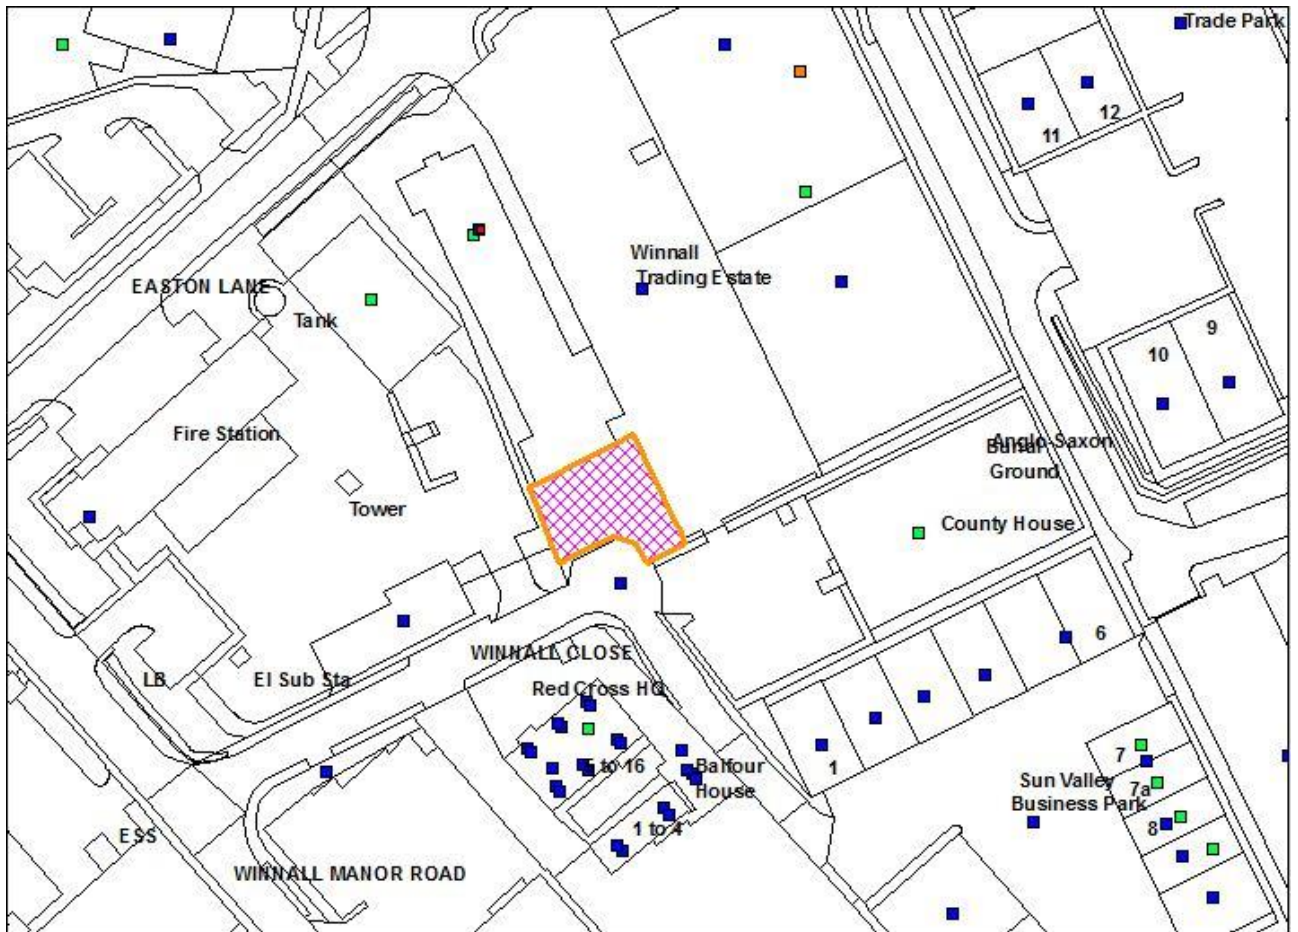 Trade Park
12
11
Winnall
Trading Estate
EASTON LANE
Tank
9
10
Fire Station
Anglo-Saxon
Burial
Ground
Tower
County House
6
WINNALL CLOSE
LB
El Sub Sta
Red Cross HQ
7
5 to 16
Balfour
House
1
Sun Valley
Business Park
7a
8
1 to 4
ESS
WINNALL MANOR ROAD